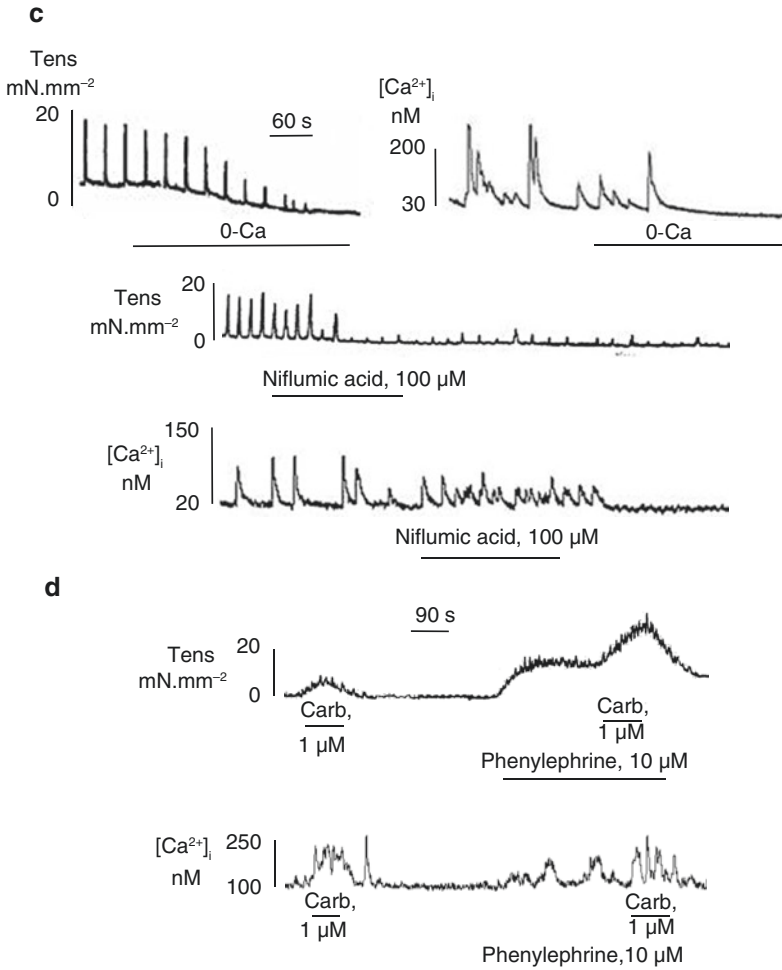 c
Tens
mN.mm⁻²
20
0
60 s
0-Ca
[Ca²⁺]ᵢ
nM
200
30
0-Ca
Tens
mN.mm⁻²
20
0
Niflumic acid, 100 µM
[Ca²⁺]ᵢ
nM
150
20
Niflumic acid, 100 µM
d
90 s
Tens
mN.mm⁻²
20
0
Carb,
1 µM
Carb,
1 µM
Phenylephrine, 10 µM
[Ca²⁺]ᵢ
nM
250
100
Carb,
1 µM
Carb,
1 µM
Phenylephrine,10 µM